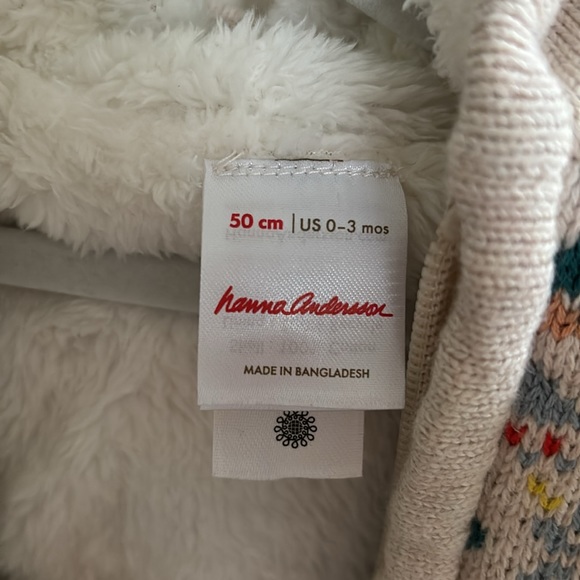 50 cm | US 0-3 mos
hanna andersson
MADE IN BANGLADESH